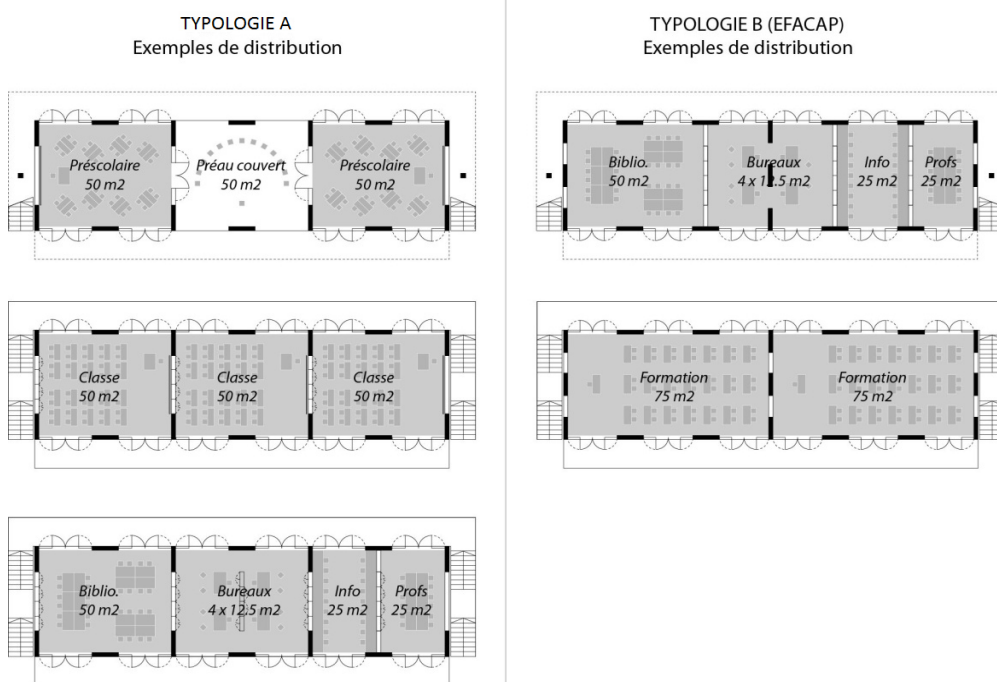 TYPOLOGIE A
Exemples de distribution
Préscolaire
50 m2
Préau couvert
50 m2
Préscolaire
50 m2
Classe
50 m2
Classe
50 m2
Classe
50 m2
Biblio.
50 m2
Bureaux
4 x 12.5 m2
Info
25 m2
Profs
25 m2
TYPOLOGIE B (EFACAP)
Exemples de distribution
Biblio.
50 m2
Bureaux
4 x 12.5 m2
Info
25 m2
Profs
25 m2
Formation
75 m2
Formation
75 m2